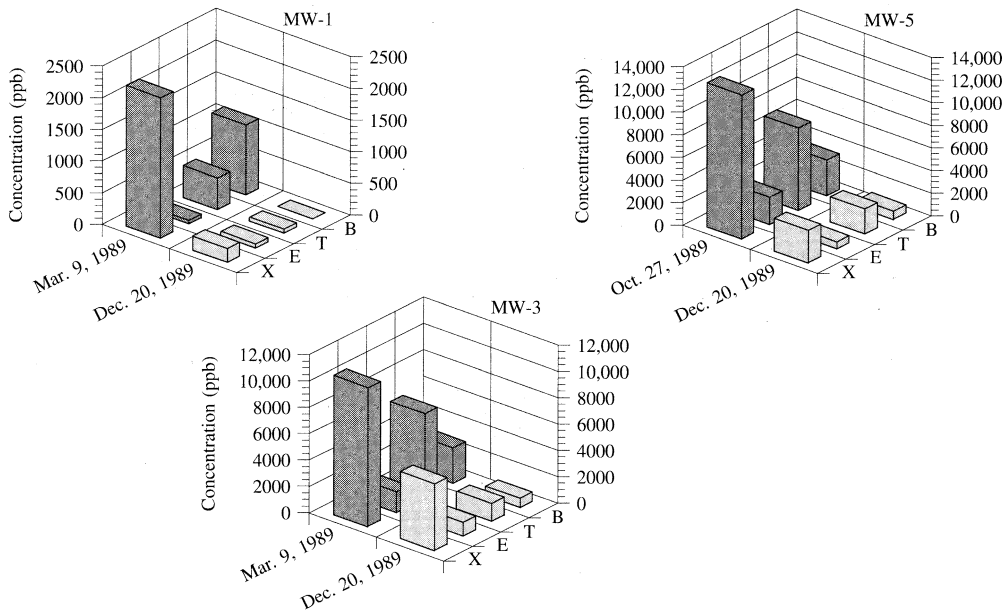 MW-1
Concentration (ppb)
2500
2000
1500
1000
500
0
2500
2000
1500
1000
500
0
Mar. 9, 1989
Dec. 20, 1989
X
E
T
B
MW-5
Concentration (ppb)
14,000
12,000
10,000
8000
6000
4000
2000
0
14,000
12,000
10,000
8000
6000
4000
2000
0
Oct. 27, 1989
Dec. 20, 1989
X
E
T
B
MW-3
Concentration (ppb)
12,000
10,000
8000
6000
4000
2000
0
12,000
10,000
8000
6000
4000
2000
0
Mar. 9, 1989
Dec. 20, 1989
X
E
T
B